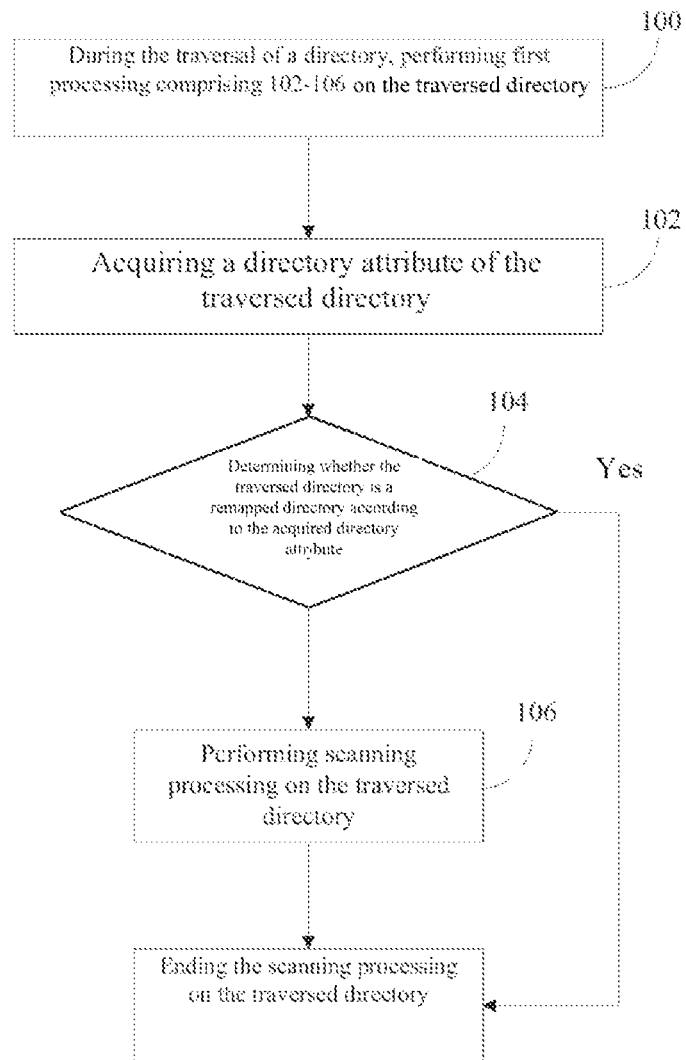 100
During the traversal of a directory, performing first
processing comprising 102-106 on the traversed directory
102
Acquiring a directory attribute of the
traversed directory
104
Determining whether the
traversed directory is a
remapped directory according
to the acquired directory
attribute
Yes
106
Performing scanning
processing on the traversed
directory
Ending the scanning processing
on the traversed directory